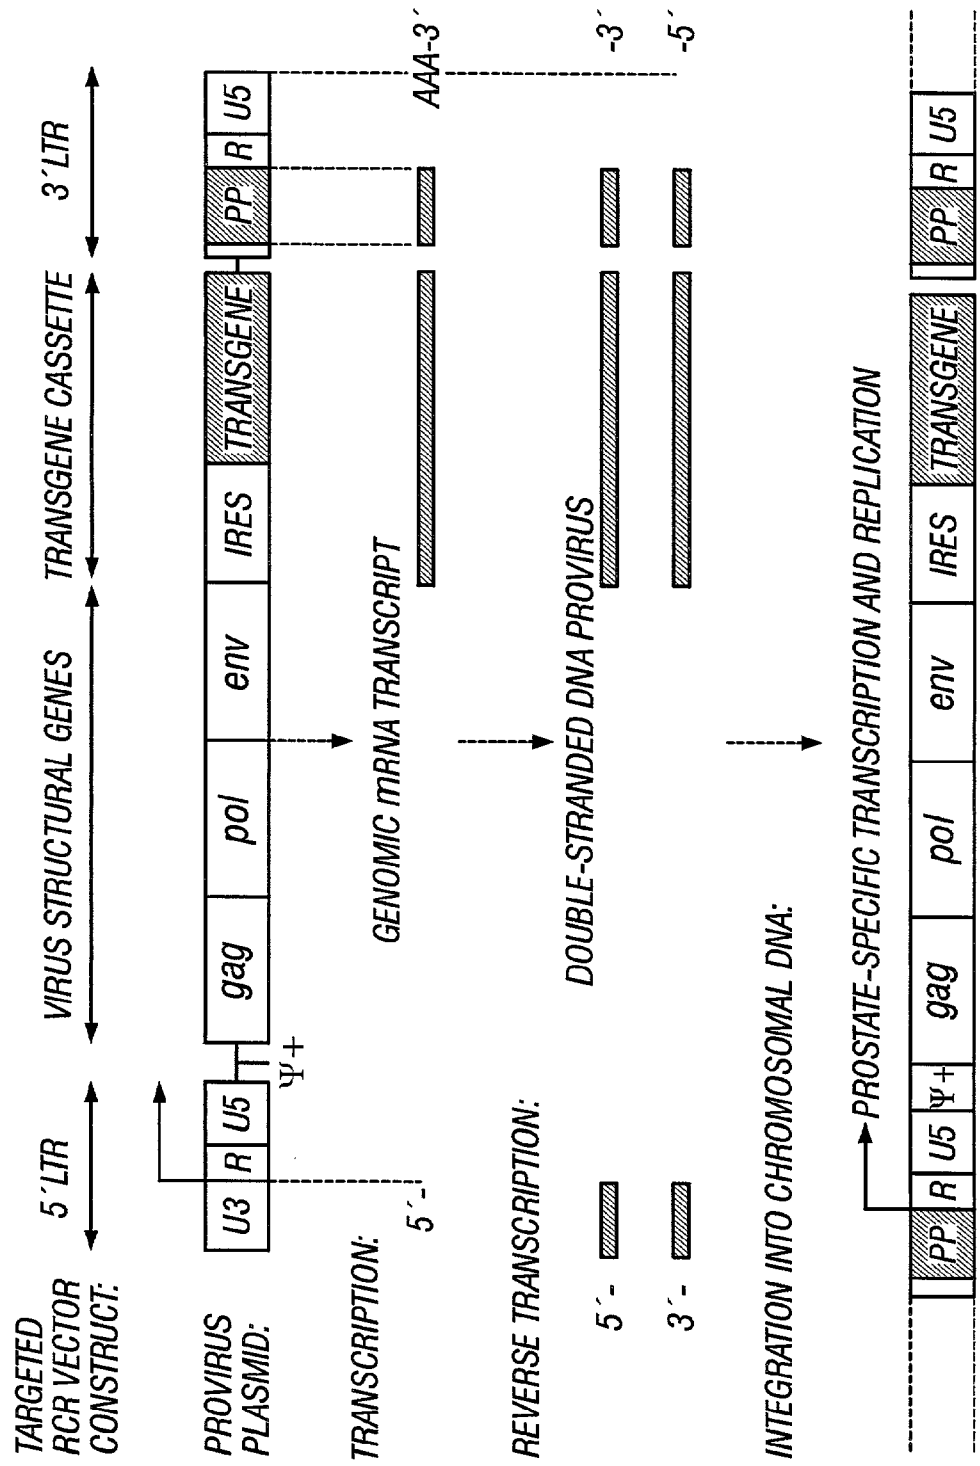 TARGETED
RCR VECTOR
CONSTRUCT:
5´LTR
VIRUS STRUCTURAL GENES
TRANSGENE CASSETTE
3´LTR
PROVIRUS
PLASMID:
U3 R U5 Ψ+ gag pol env IRES TRANSGENE PP R U5
TRANSCRIPTION:
GENOMIC mRNA TRANSCRIPT
5´- AAA-3´
REVERSE TRANSCRIPTION:
DOUBLE-STRANDED DNA PROVIRUS
5´- -3´
3´- -5´
INTEGRATION INTO CHROMOSOMAL DNA:
PROSTATE-SPECIFIC TRANSCRIPTION AND REPLICATION
PP R U5 Ψ+ gag pol env IRES TRANSGENE PP R U5